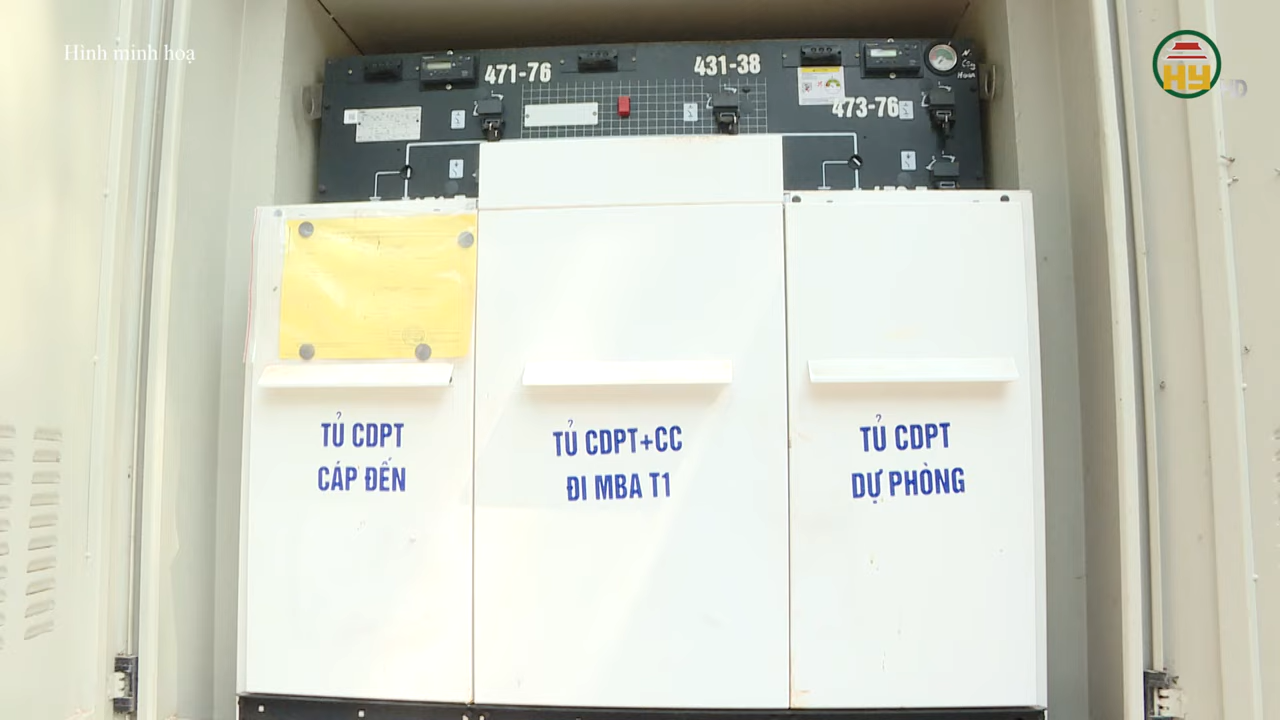 Hình minh hoạ
HY
471-76
431-38
473-76
TỦ CDPT
CÁP ĐẾN
TỦ CDPT+CC
ĐI MBA T1
TỦ CDPT
DỰ PHÒNG